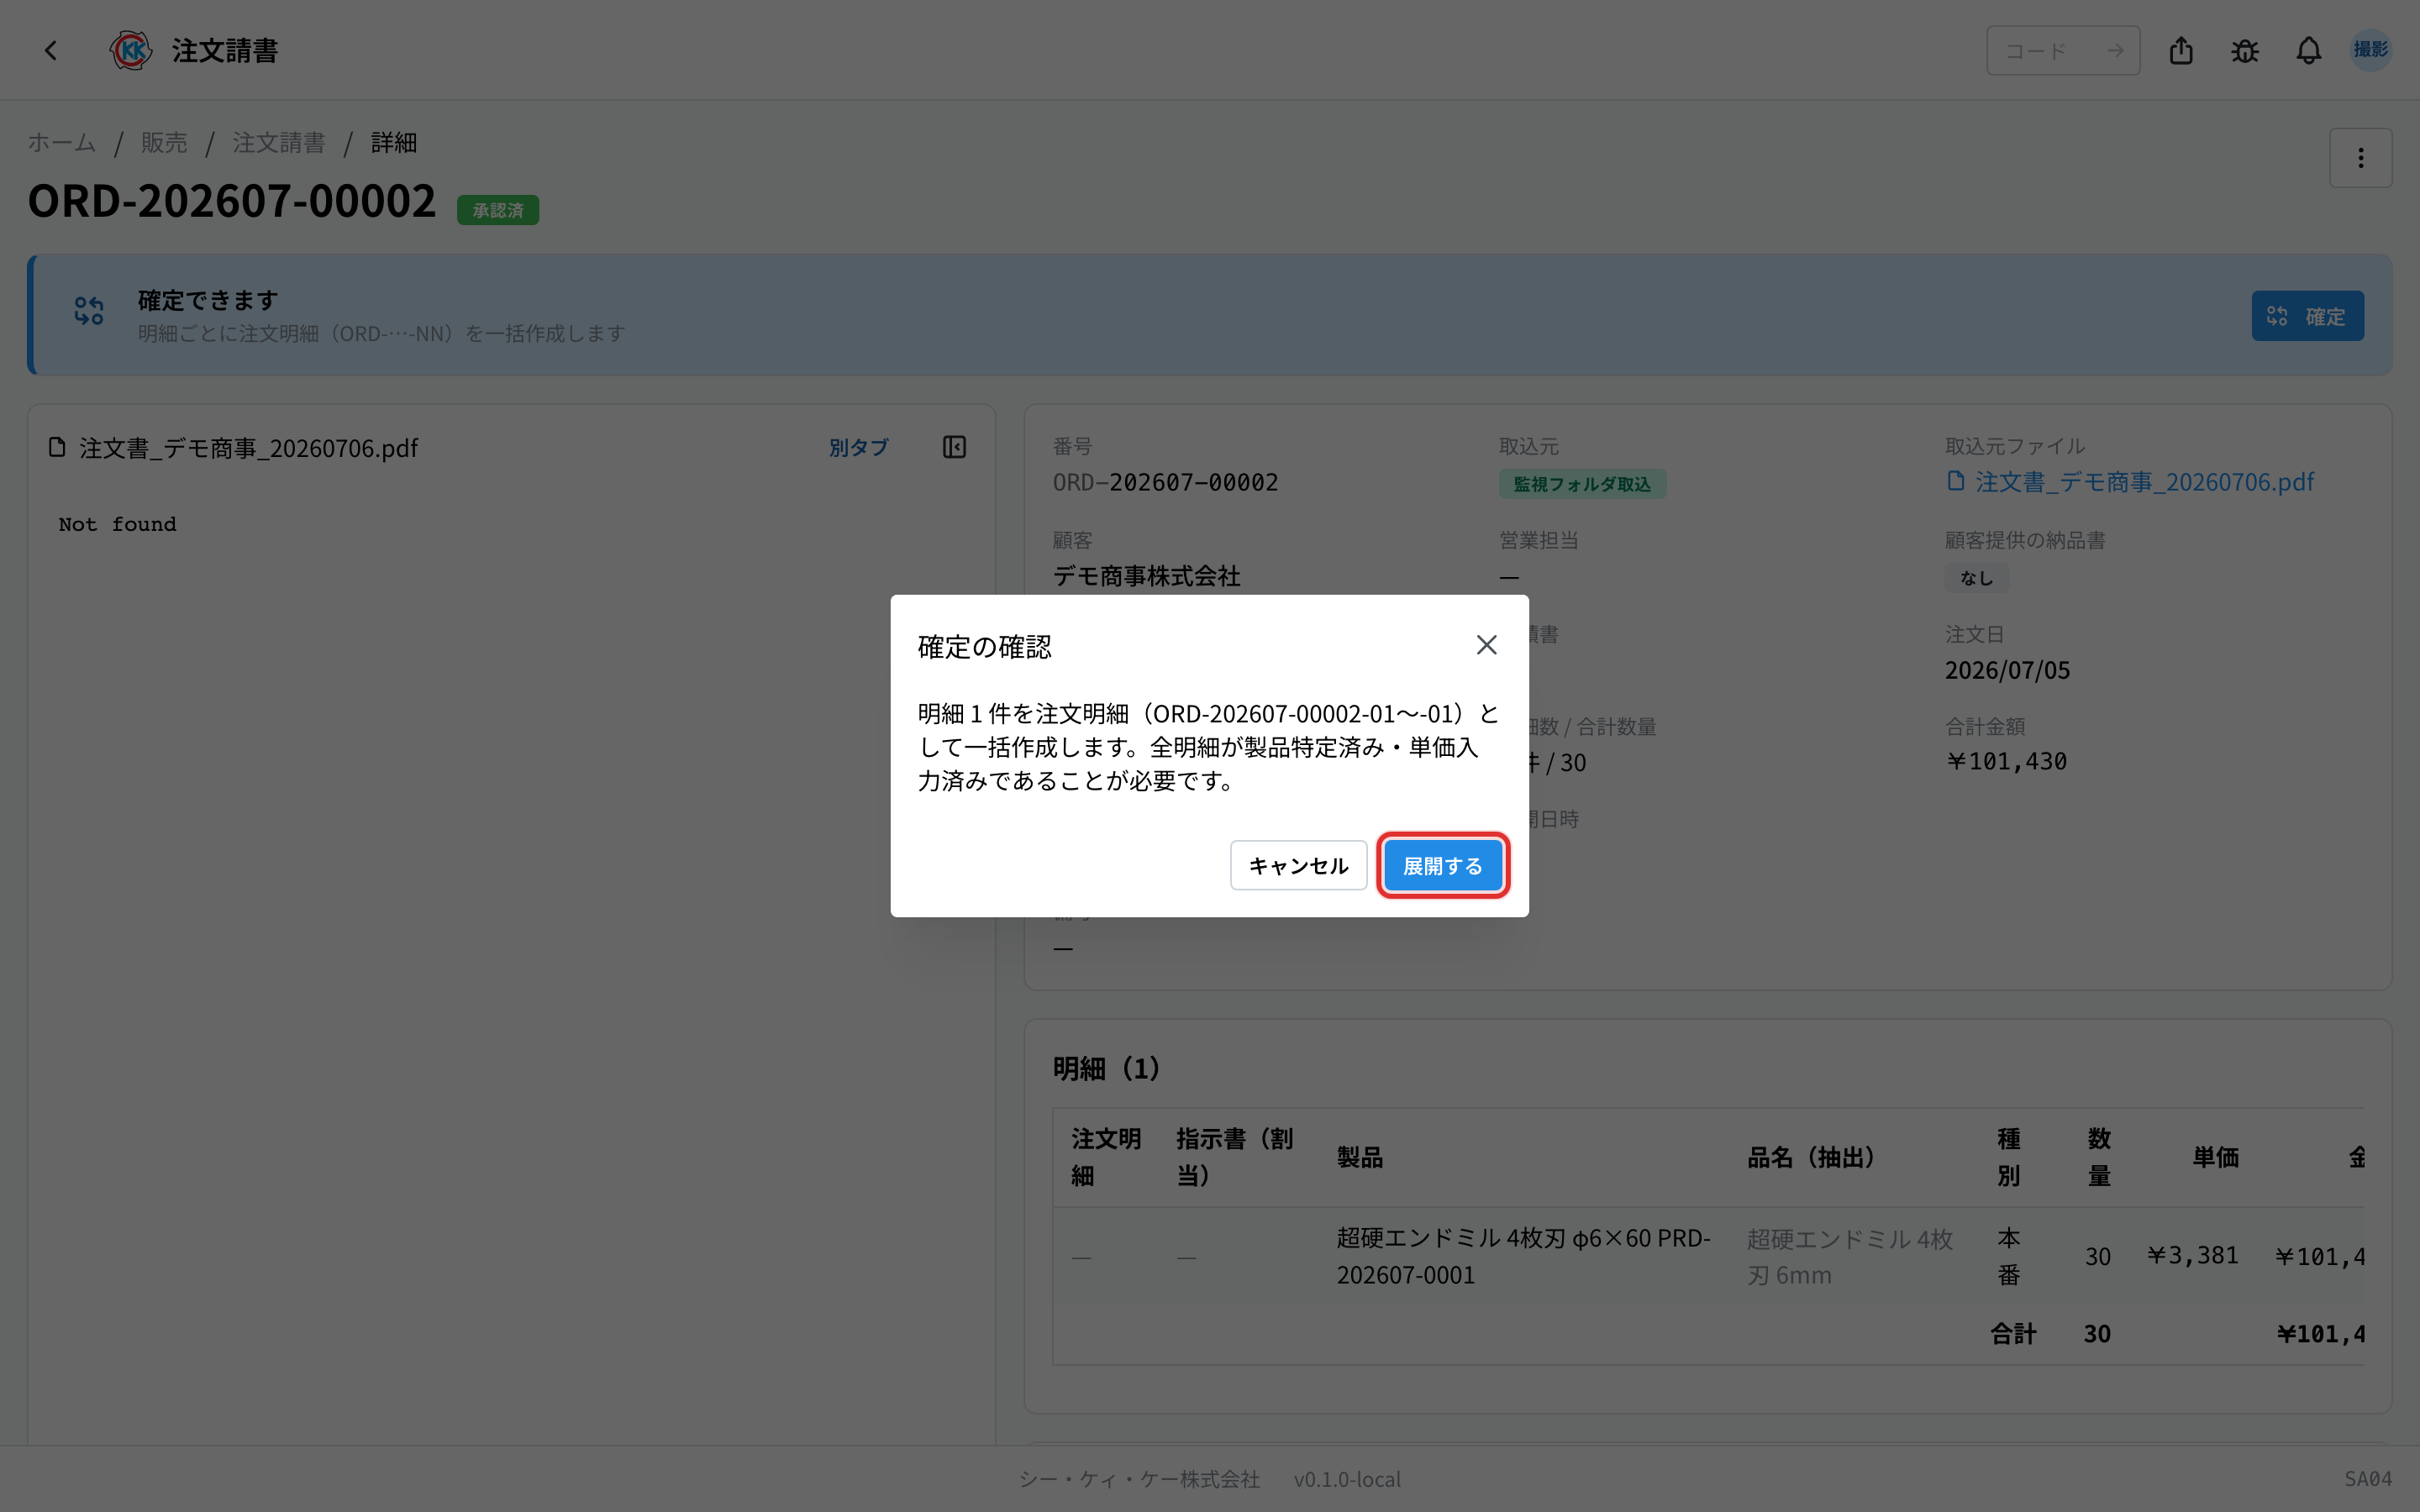 注文請書
コード
撮影
ホーム / 販売 / 注文請書 / 詳細
ORD-202607-00002 承認済
確定できます
明細ごとに注文明細（ORD-…-NN）を一括作成します
確定
注文書_デモ商事_20260706.pdf 別タブ
Not found
番号
ORD-202607-00002
取込元
監視フォルダ取込
取込元ファイル
注文書_デモ商事_20260706.pdf
顧客
デモ商事株式会社
営業担当
—
顧客提供の納品書
なし
注文日
2026/07/05
数 / 合計数量
/ 30
合計金額
¥101,430
日時
—
確定の確認
明細 1 件を注文明細（ORD-202607-00002-01〜-01）と
して一括作成します。全明細が製品特定済み・単価入
力済みであることが必要です。
キャンセル
展開する
明細（1）
注文明細 指示書（割当） 製品 品名（抽出） 種別 数量 単価
— — 超硬エンドミル 4枚刃 φ6×60 PRD-202607-0001 超硬エンドミル 4枚刃 6mm 本番 30 ¥3,381 ¥101,4
合計 30 ¥101,4
シー・ケィ・ケー株式会社 v0.1.0-local
SA04